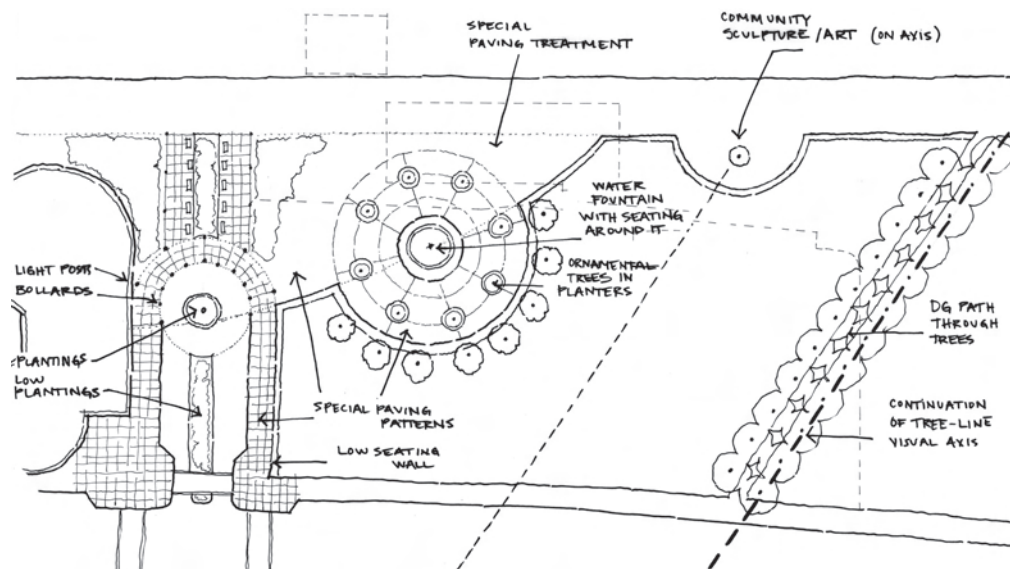 SPECIAL
PAVING TREATMENT
COMMUNITY
SCULPTURE/ART (ON AXIS)
WATER
FOUNTAIN
WITH SEATING
AROUND IT
ORNAMENTAL
TREES IN
PLANTERS
LIGHT POSTS
BOLLARDS
PLANTINGS
LOW
PLANTINGS
SPECIAL PAVING
PATTERNS
LOW SEATING
WALL
DG PATH
THROUGH
TREES
CONTINUATION
OF TREE-LINE
VISUAL AXIS